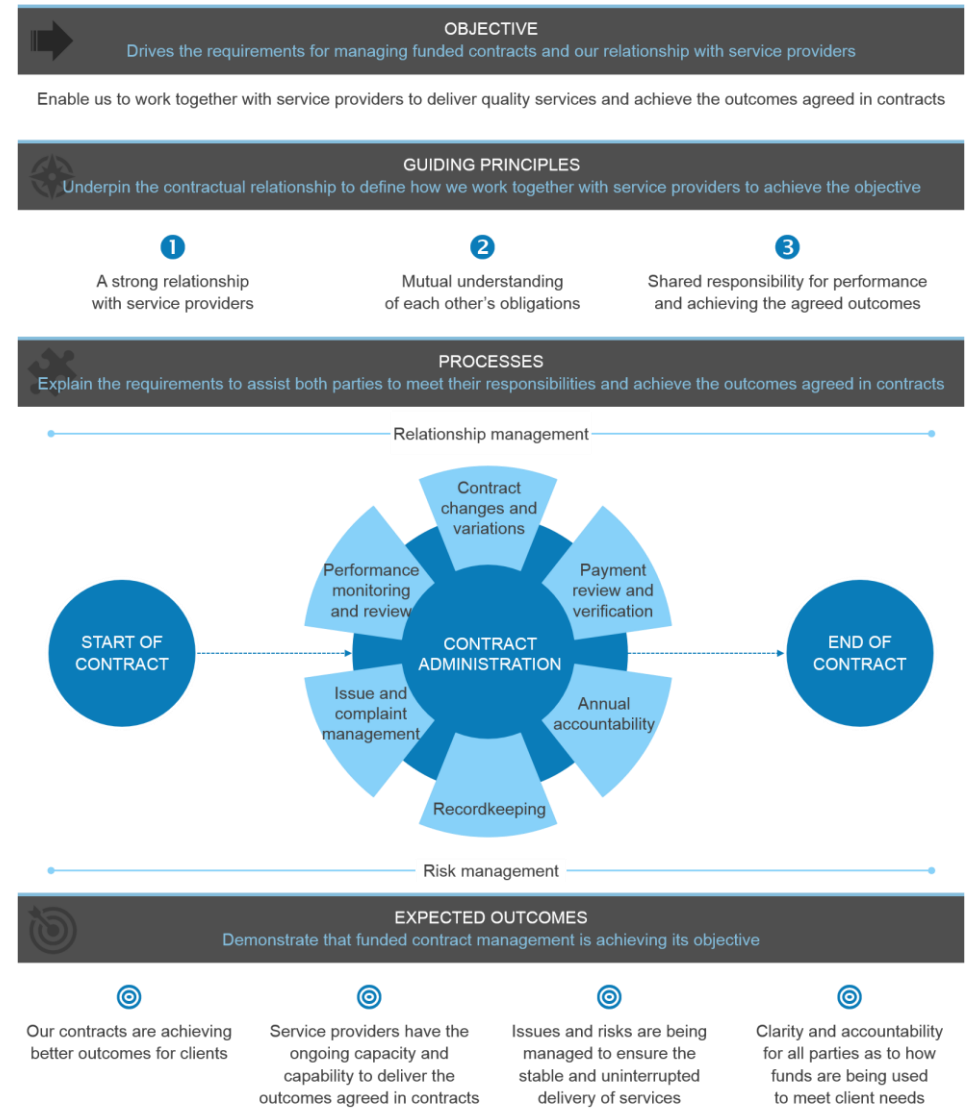 OBJECTIVE
Drives the requirements for managing funded contracts and our relationship with service providers
Enable us to work together with service providers to deliver quality services and achieve the outcomes agreed in contracts
GUIDING PRINCIPLES
Underpin the contractual relationship to define how we work together with service providers to achieve the objective
1
A strong relationship
with service providers
2
Mutual understanding
of each other's obligations
3
Shared responsibility for performance
and achieving the agreed outcomes
PROCESSES
Explain the requirements to assist both parties to meet their responsibilities and achieve the outcomes agreed in contracts
Relationship management
START OF
CONTRACT
CONTRACT
ADMINISTRATION
Contract
changes and
variations
Payment
review and
verification
Annual
accountability
Recordkeeping
Issue and
complaint
management
Performance
monitoring
and review
END OF
CONTRACT
Risk management
EXPECTED OUTCOMES
Demonstrate that funded contract management is achieving its objective
Our contracts are achieving
better outcomes for clients
Service providers have the
ongoing capacity and
capability to deliver the
outcomes agreed in contracts
Issues and risks are being
managed to ensure the
stable and uninterrupted
delivery of services
Clarity and accountability
for all parties as to how
funds are being used
to meet client needs